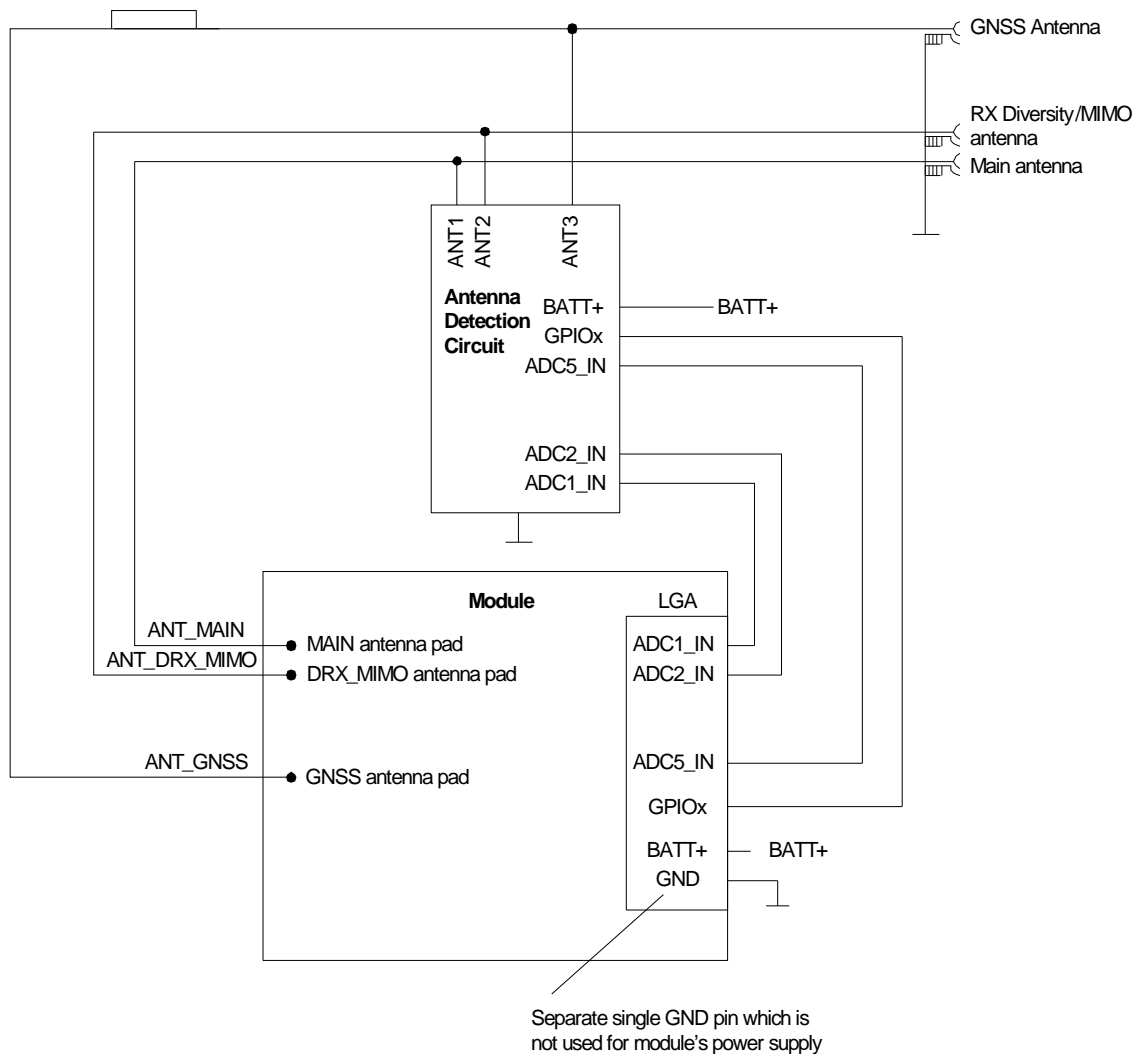 GNSS Antenna
RX Diversity/MIMO
antenna
Main antenna
ANT1
ANT2
ANT3
Antenna
Detection
Circuit
BATT+
BATT+
GPIOx
ADC5_IN
ADC2_IN
ADC1_IN
Module
LGA
ANT_MAIN
MAIN antenna pad
ADC1_IN
ANT_DRX_MIMO
DRX_MIMO antenna pad
ADC2_IN
ANT_GNSS
GNSS antenna pad
ADC5_IN
GPIOx
BATT+
BATT+
GND
Separate single GND pin which is
not used for module's power supply